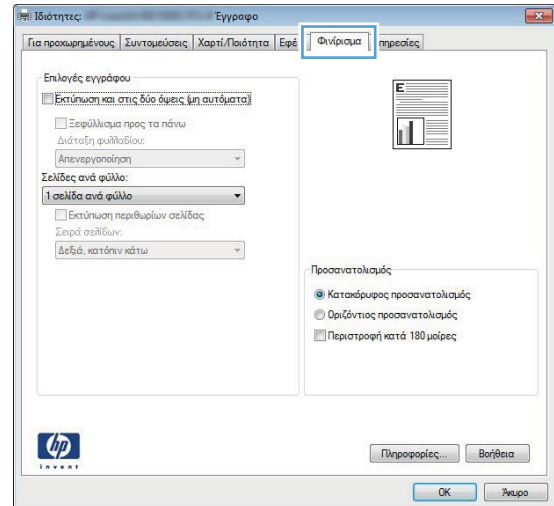 Ιδιότητες: Έγγραφο
Για προχωρημένους Συντομεύσεις Χαρτί/Ποιότητα Εφέ Φινίρισμα πηρεσίες
Επιλογές εγγράφου
Εκτύπωση και στις δύο όψεις (μη αυτόματα)
Ξεφύλλισμα προς τα πάνω
Διάταξη φυλλαδίου:
Απενεργοποίηση
Σελίδες ανά φύλλο:
1 σελίδα ανά φύλλο
Εκτύπωση περιθωρίων σελίδας
Σειρά σελίδων:
Δεξιά, κατόπιν κάτω
E
Προσανατολισμός
Κατακόρυφος προσανατολισμός
Οριζόντιος προσανατολισμός
Περιστροφή κατά 180 μοίρες
hp
invent
Πληροφορίες... Βοήθεια
OK Άκυρο